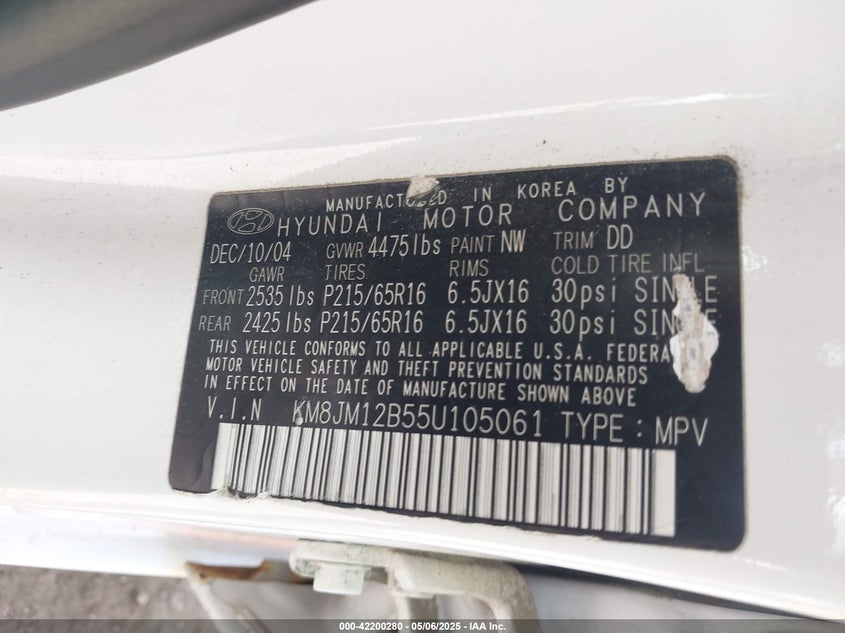 MANUFACTURED IN KOREA BY
HYUNDAI MOTOR COMPANY
DEC/10/04 GVWR 4475lbs PAINT NW TRIM DD
GAWR TIRES RIMS COLD TIRE INFL
FRONT 2535lbs P215/65R16 6.5JX16 30psi SINGLE
REAR 2425lbs P215/65R16 6.5JX16 30psi SINGLE
THIS VEHICLE CONFORMS TO ALL APPLICABLE U.S.A. FEDERAL
MOTOR VEHICLE SAFETY AND THEFT PREVENTION STANDARDS
IN EFFECT ON THE DATE OF MANUFACTURE SHOWN ABOVE
V.I.N KM8JM12B55U105061 TYPE : MPV
000-42200280 - 05/06/2025 - IAA Inc.